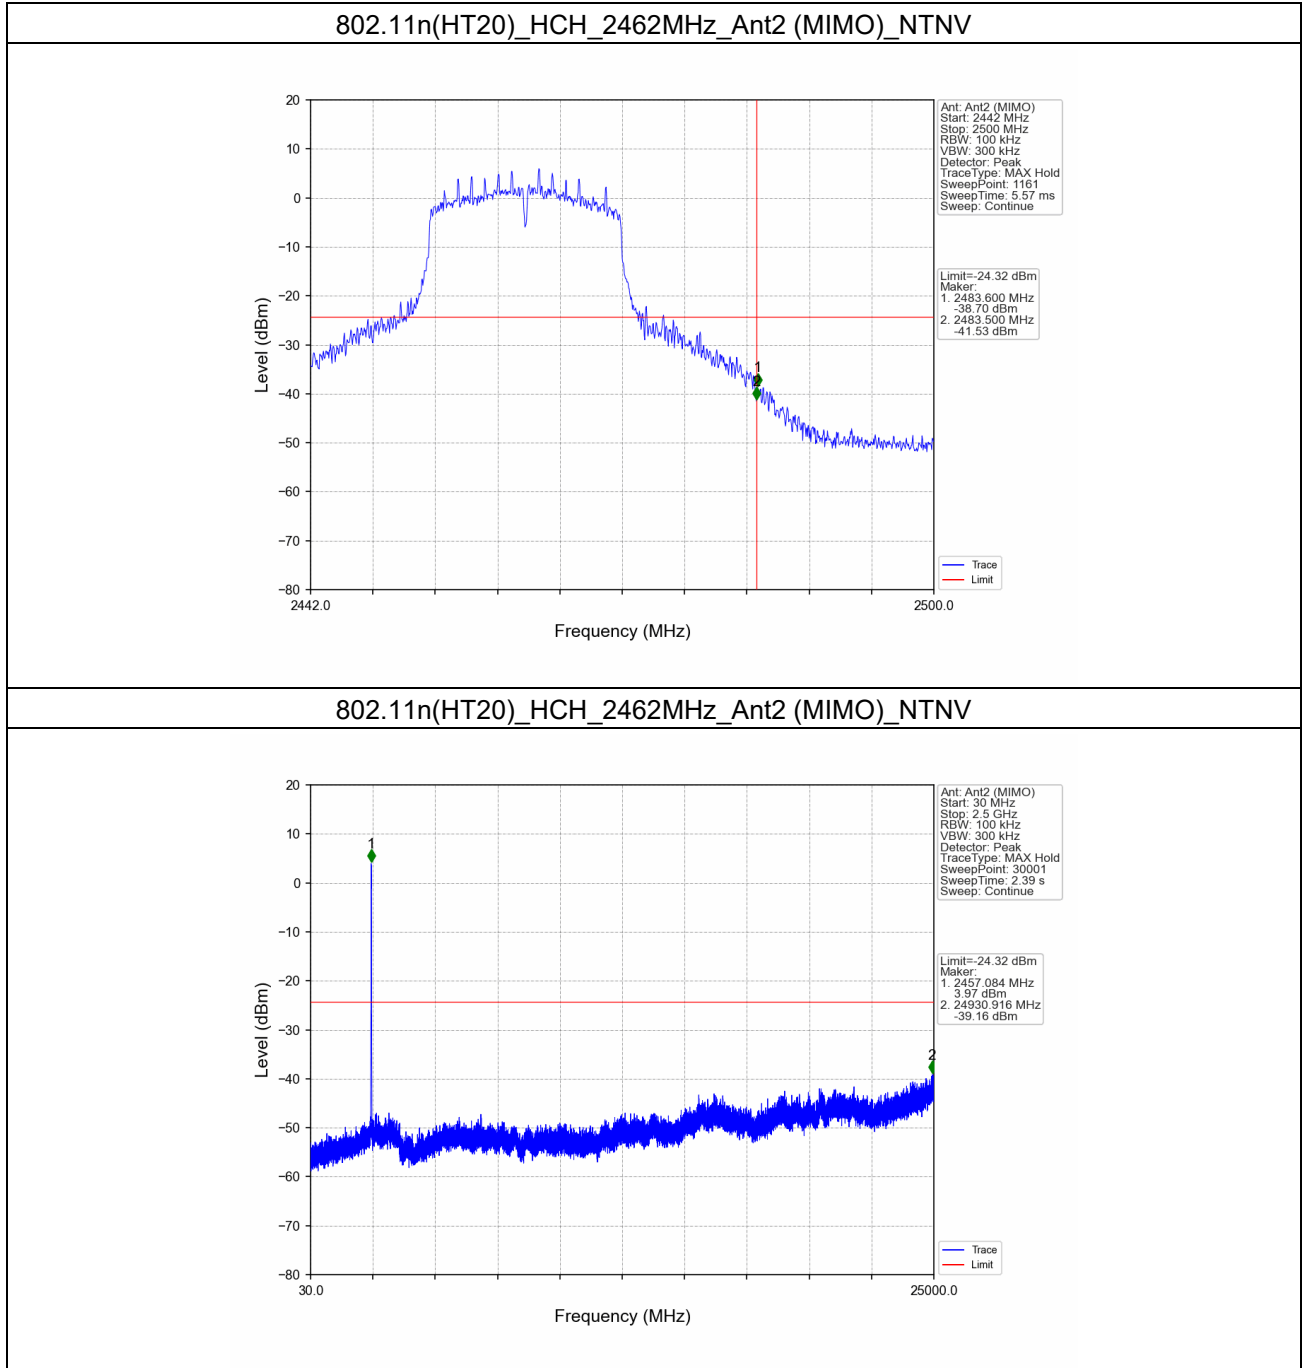 802.11n(HT20)_HCH_2462MHz_Ant2 (MIMO)_NTNV
20
10
0
−10
−20
−30
−40
−50
−60
−70
−80
Level (dBm)
2442.0
2500.0
Frequency (MHz)
1
2
Ant: Ant2 (MIMO)
Start: 2442 MHz
Stop: 2500 MHz
RBW: 100 kHz
VBW: 300 kHz
Detector: Peak
TraceType: MAX Hold
SweepPoint: 1161
SweepTime: 5.57 ms
Sweep: Continue
Limit=-24.32 dBm
Maker:
1. 2483.600 MHz
-38.70 dBm
2. 2483.500 MHz
-41.53 dBm
Trace
Limit
802.11n(HT20)_HCH_2462MHz_Ant2 (MIMO)_NTNV
20
10
0
−10
−20
−30
−40
−50
−60
−70
−80
Level (dBm)
30.0
25000.0
Frequency (MHz)
1
2
Ant: Ant2 (MIMO)
Start: 30 MHz
Stop: 2.5 GHz
RBW: 100 kHz
VBW: 300 kHz
Detector: Peak
TraceType: MAX Hold
SweepPoint: 30001
SweepTime: 2.39 s
Sweep: Continue
Limit=-24.32 dBm
Maker:
1. 2457.084 MHz
3.97 dBm
2. 24930.916 MHz
-39.16 dBm
Trace
Limit